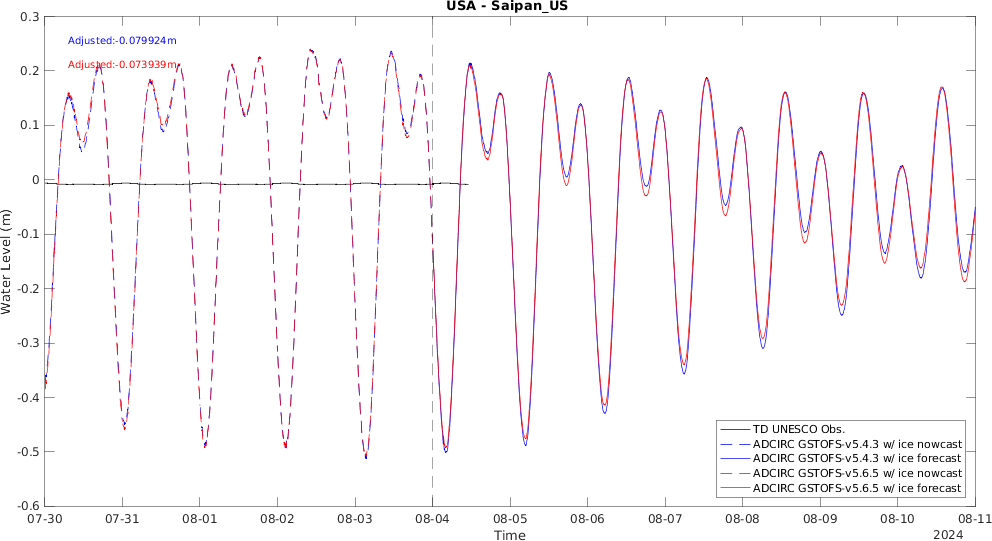 USA - Saipan_US
Adjusted:-0.079924m
Adjusted:-0.073939m
Water Level (m)
0.3
0.2
0.1
0
-0.1
-0.2
-0.3
-0.4
-0.5
-0.6
TD UNESCO Obs.
ADCIRC GSTOFS-v5.4.3 w/ ice nowcast
ADCIRC GSTOFS-v5.4.3 w/ ice forecast
ADCIRC GSTOFS-v5.6.5 w/ ice nowcast
ADCIRC GSTOFS-v5.6.5 w/ ice forecast
07-30 07-31 08-01 08-02 08-03 08-04 08-05 08-06 08-07 08-08 08-09 08-10 08-11
Time
2024